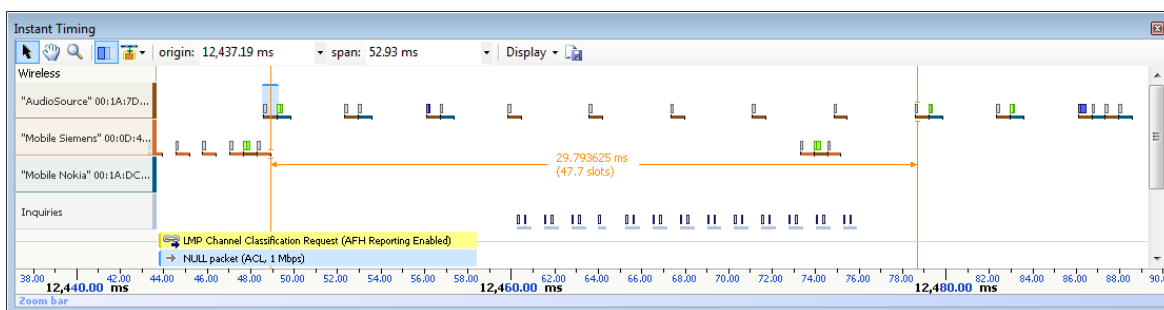 Instant Timing
origin: 12,437.19 ms span: 52.93 ms Display
Wireless
"AudioSource" 00:1A:7D...
"Mobile Siemens" 00:0D:4...
29.793625 ms
(47.7 slots)
"Mobile Nokia" 00:1A:DC...
Inquiries
LMP Channel Classification Request (AFH Reporting Enabled)
NULL packet (ACL, 1 Mbps)
38.00 42.00 44.00 46.00 48.00 50.00 52.00 54.00 56.00 58.00 62.00 64.00 66.00 68.00 70.00 72.00 74.00 76.00 78.00 82.00 84.00 86.00 88.00 90.
12,440.00 ms 12,460.00 ms 12,480.00 ms
Zoom bar